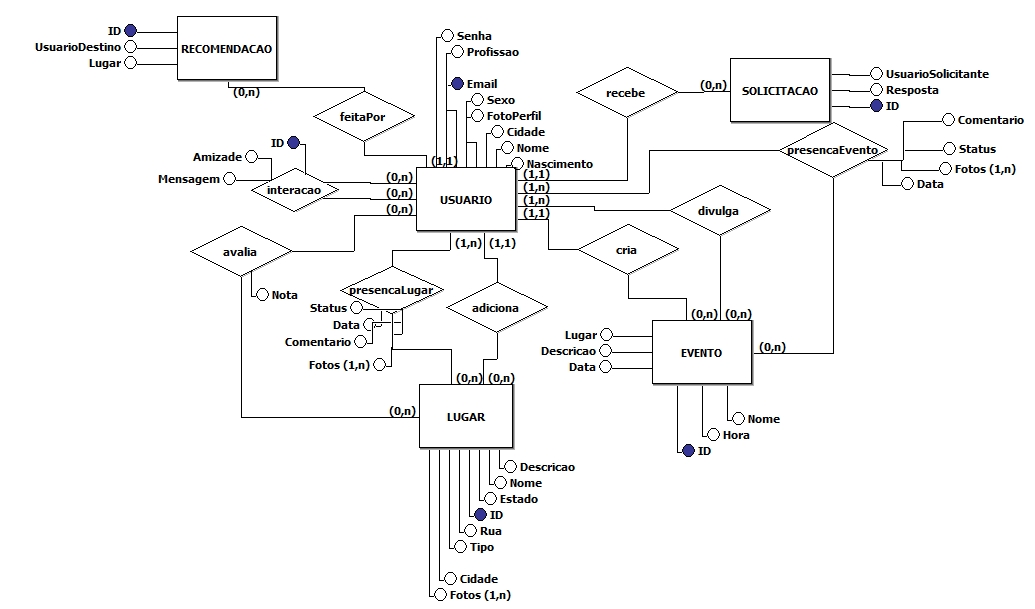 ID
UsuarioDestino
Lugar
RECOMENDACAO
(0,n)
feitaPor
Senha
Profissao
Email
Sexo
FotoPerfil
Cidade
Nome
Nascimento
(1,1)
recebe
(0,n)
SOLICITACAO
UsuarioSolicitante
Resposta
ID
presencaEvento
Comentario
Status
Fotos (1,n)
Data
ID
Amizade
Mensagem
interacao
(0,n)
(0,n)
(0,n)
USUARIO
(1,1)
(1,n)
(1,n)
(1,1)
divulga
cria
avalia
Nota
(1,n)
(1,1)
presencaLugar
Status
Data
Comentario
Fotos (1,n)
adiciona
(0,n)
(0,n)
Lugar
Descricao
Data
EVENTO
(0,n)
Nome
Hora
ID
(0,n)
(0,n)
(0,n)
LUGAR
Descricao
Nome
Estado
ID
Rua
Tipo
Cidade
Fotos (1,n)